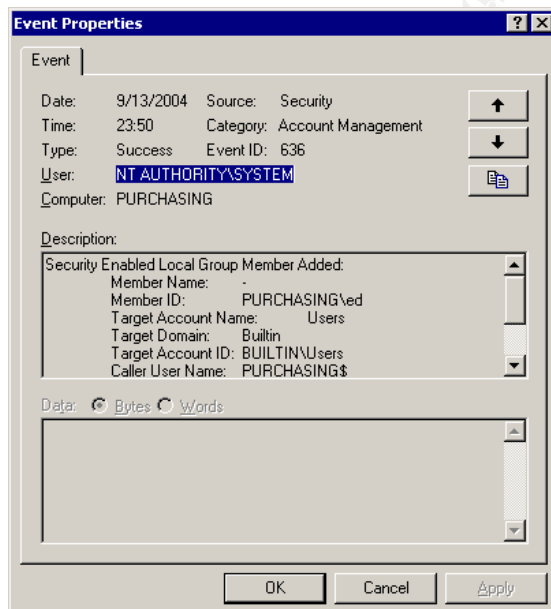 Event Properties
Event
Date: 9/13/2004 Source: Security
Time: 23:50 Category: Account Management
Type: Success Event ID: 636
User: NT AUTHORITY\SYSTEM
Computer: PURCHASING
Description:
Security Enabled Local Group Member Added:
Member Name: -
Member ID: PURCHASING\ed
Target Account Name: Users
Target Domain: Builtin
Target Account ID: BUILTIN\Users
Caller User Name: PURCHASING$
Data: Bytes Words
OK Cancel Apply